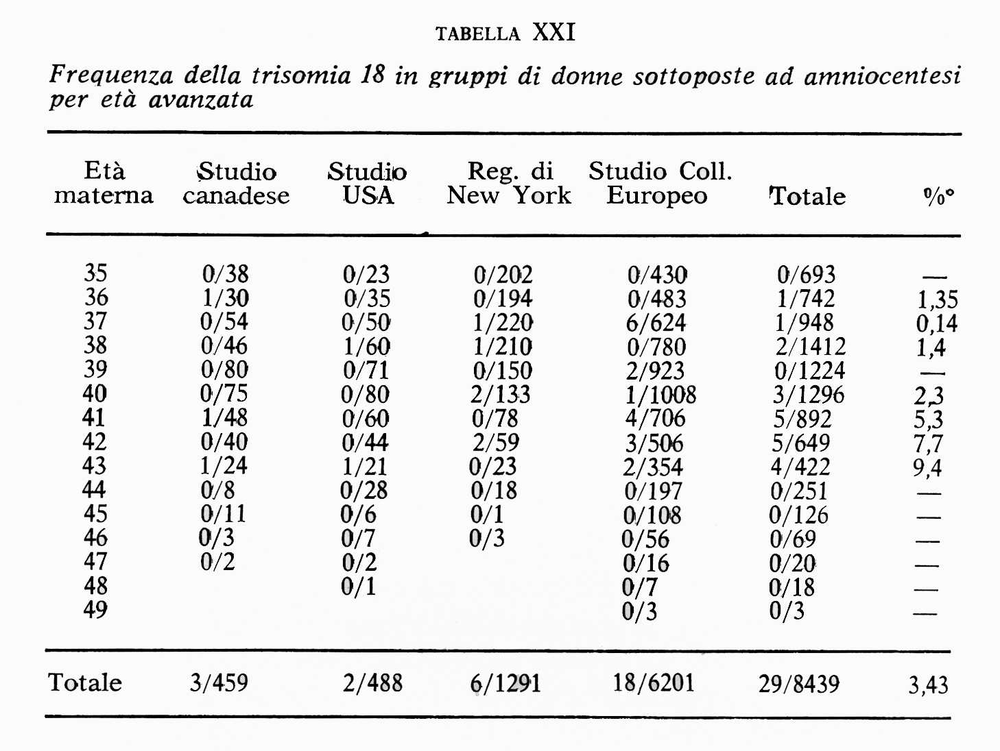 TABELLA XXI
Frequenza della trisomia 18 in gruppi di donne sottoposte ad amniocentesi
per età avanzata
Età materna Studio canadese Studio USA Reg. di New York Studio Coll. Europeo Totale %°
35 0/38 0/23 0/202 0/430 0/693 —
36 1/30 0/35 0/194 0/483 1/742 1,35
37 0/54 0/50 1/220 6/624 1/948 0,14
38 0/46 1/60 1/210 0/780 2/1412 1,4
39 0/80 0/71 0/150 2/923 0/1224 —
40 0/75 0/80 2/133 1/1008 3/1296 2,3
41 1/48 0/60 0/78 4/706 5/892 5,3
42 0/40 0/44 2/59 3/506 5/649 7,7
43 1/24 1/21 0/23 2/354 4/422 9,4
44 0/8 0/28 0/18 0/197 0/251 —
45 0/11 0/6 0/1 0/108 0/126 —
46 0/3 0/7 0/3 0/56 0/69 —
47 0/2 0/2 0/16 0/20 —
48 0/1 0/7 0/18 —
49 0/3 0/3 —
Totale 3/459 2/488 6/1291 18/6201 29/8439 3,43